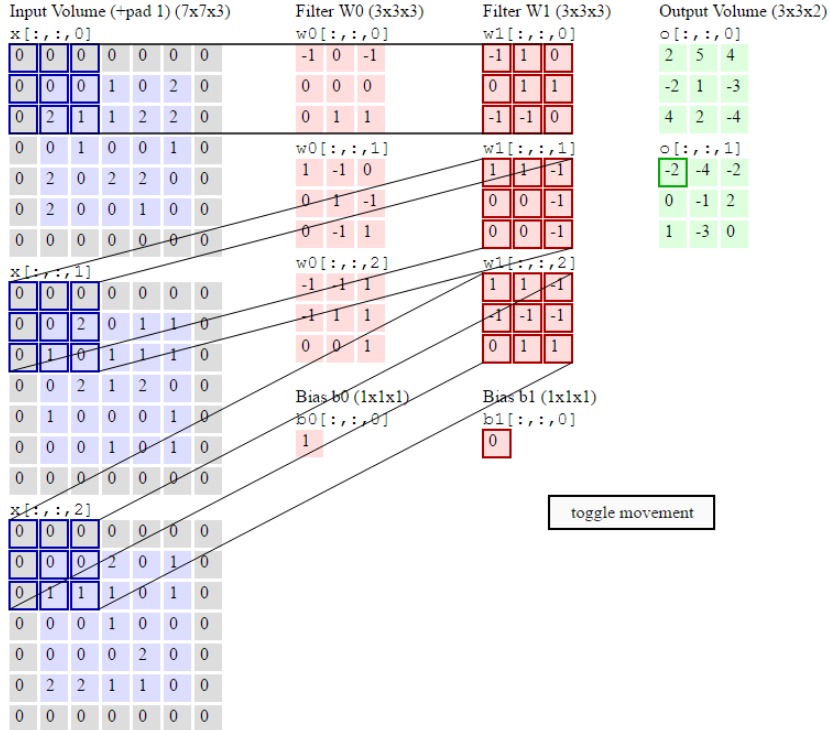 Input Volume (+pad 1) (7x7x3)
x[:,:,0]
0 0 0 0 0 0 0
0 0 0 1 0 2 0
0 2 1 1 2 2 0
0 0 1 0 0 1 0
0 2 0 2 2 0 0
0 2 0 0 1 0 0
0 0 0 0 0 0 0
x[:,:,1]
0 0 0 0 0 0 0
0 0 2 0 1 1 0
0 1 0 1 1 1 0
0 0 2 1 2 0 0
0 1 0 0 0 1 0
0 0 0 1 0 1 0
0 0 0 0 0 0 0
x[:,:,2]
0 0 0 0 0 0 0
0 0 0 2 0 1 0
0 1 1 1 0 1 0
0 0 0 1 0 0 0
0 0 0 0 2 0 0
0 2 2 1 1 0 0
0 0 0 0 0 0 0
Filter W0 (3x3x3)
w0[:,:,0]
-1 0 -1
0 0 0
0 1 1
w0[:,:,1]
1 -1 0
0 1 -1
0 -1 1
w0[:,:,2]
-1 -1 1
-1 1 1
0 0 1
Bias b0 (1x1x1)
b0[:,:,0]
1
Filter W1 (3x3x3)
w1[:,:,0]
-1 1 0
0 1 1
-1 -1 0
w1[:,:,1]
1 1 -1
0 0 -1
0 0 -1
w1[:,:,2]
1 1 -1
-1 -1 -1
0 1 1
Bias b1 (1x1x1)
b1[:,:,0]
0
Output Volume (3x3x2)
o[:,:,0]
2 5 4
-2 1 -3
4 2 -4
o[:,:,1]
-2 -4 -2
0 -1 2
1 -3 0
toggle movement